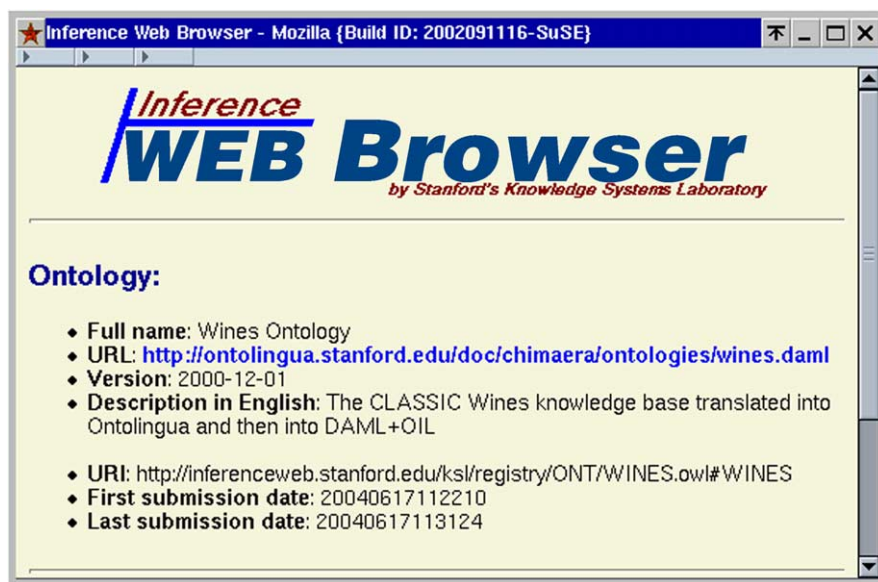 Inference Web Browser - Mozilla {Build ID: 2002091116-SuSE}
Inference
WEB Browser
by Stanford's Knowledge Systems Laboratory
Ontology:
• Full name: Wines Ontology
• URL: http://ontolingua.stanford.edu/doc/chimaera/ontologies/wines.daml
• Version: 2000-12-01
• Description in English: The CLASSIC Wines knowledge base translated into
Ontolingua and then into DAML+OIL
• URI: http://inferenceweb.stanford.edu/ksl/registry/ONT/WINES.owl#WINES
• First submission date: 20040617112210
• Last submission date: 20040617113124